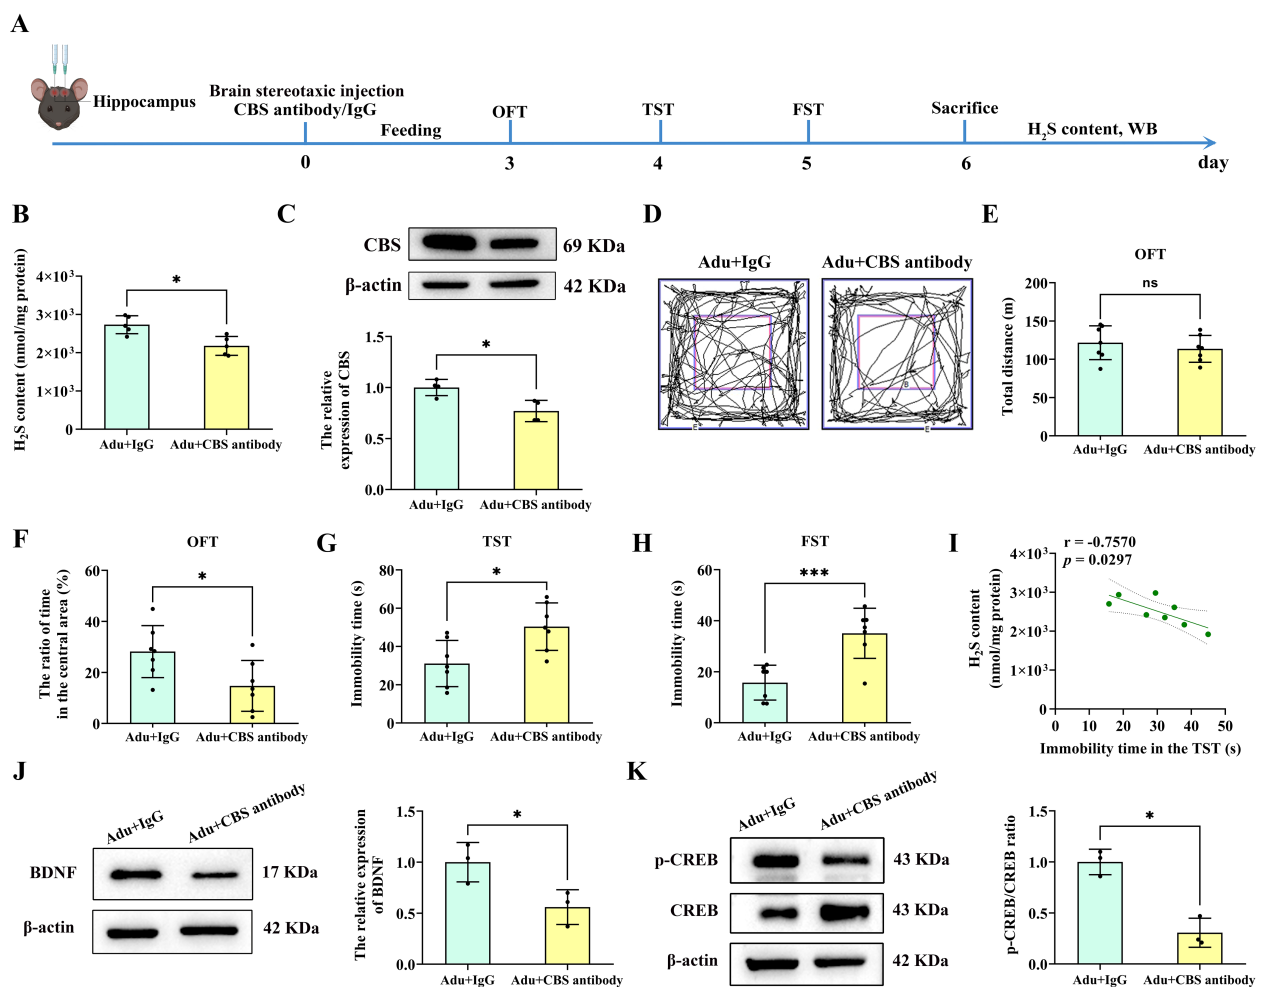 A
Hippocampus
Brain stereotaxic injection
CBS antibody/IgG
Feeding
OFT
TST
FST
Sacrifice
H₂S content, WB
0
3
4
5
6
day
B
H₂S content (nmol/mg protein)
4×10³
3×10³
2×10³
1×10³
0
*
Adu+IgG
Adu+CBS antibody
C
CBS
69 KDa
β-actin
42 KDa
The relative
expression of CBS
1.5
1.0
0.5
0.0
*
Adu+IgG
Adu+CBS antibody
D
Adu+IgG
Adu+CBS antibody
E
B
E
E
OFT
Total distance (m)
200
150
100
50
0
ns
Adu+IgG
Adu+CBS antibody
F
OFT
The ratio of time
in the central area (%)
60
40
20
0
*
Adu+IgG
Adu+CBS antibody
G
TST
Immobility time (s)
80
60
40
20
0
*
Adu+IgG
Adu+CBS antibody
H
FST
Immobility time (s)
60
40
20
0
***
Adu+IgG
Adu+CBS antibody
I
r = -0.7570
p = 0.0297
H₂S content
(nmol/mg protein)
4×10³
3×10³
2×10³
1×10³
0
0 10 20 30 40 50
Immobility time in the TST (s)
J
Adu+IgG
Adu+CBS antibody
BDNF
17 KDa
β-actin
42 KDa
The relative expression
of BDNF
1.5
1.0
0.5
0.0
*
Adu+IgG
Adu+CBS antibody
K
Adu+IgG
Adu+CBS antibody
p-CREB
43 KDa
CREB
43 KDa
β-actin
42 KDa
p-CREB/CREB ratio
1.5
1.0
0.5
0.0
*
Adu+IgG
Adu+CBS antibody